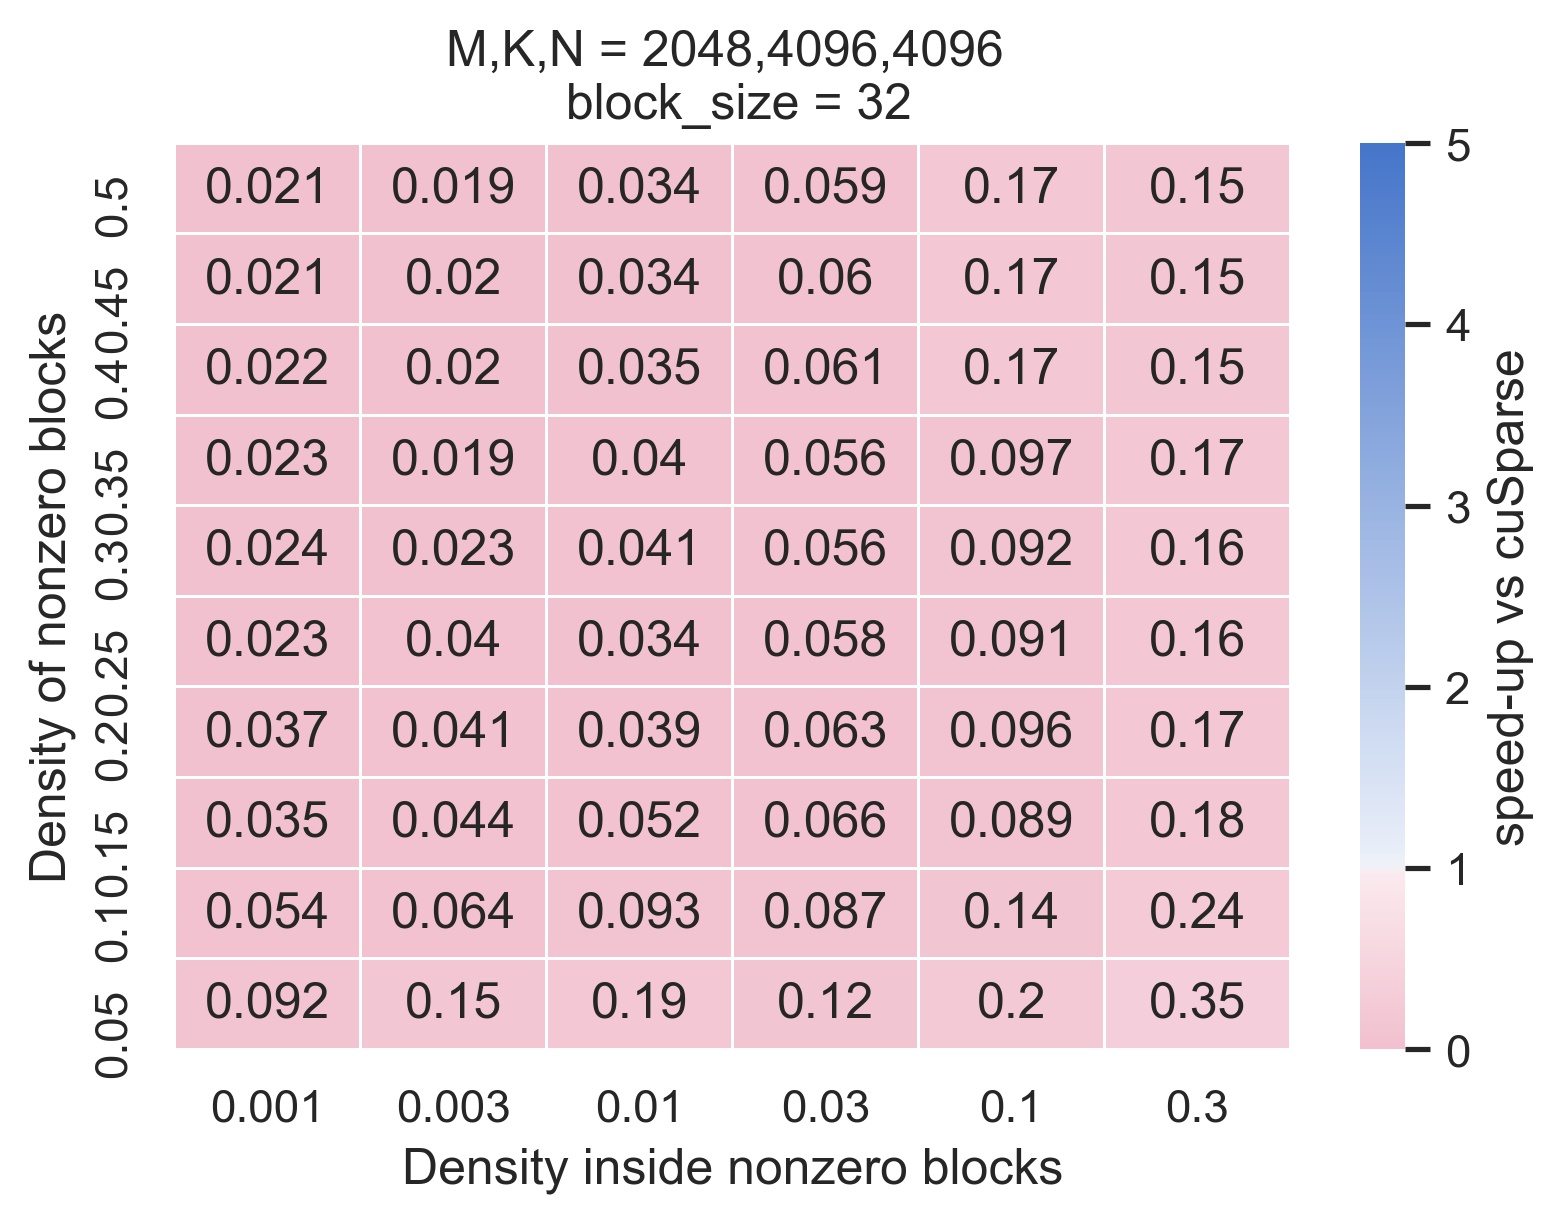 M,K,N = 2048,4096,4096
block_size = 32
Density of nonzero blocks
0.5 0.021 0.019 0.034 0.059 0.17 0.15
0.45 0.021 0.02 0.034 0.06 0.17 0.15
0.4 0.022 0.02 0.035 0.061 0.17 0.15
0.35 0.023 0.019 0.04 0.056 0.097 0.17
0.3 0.024 0.023 0.041 0.056 0.092 0.16
0.25 0.023 0.04 0.034 0.058 0.091 0.16
0.2 0.037 0.041 0.039 0.063 0.096 0.17
0.15 0.035 0.044 0.052 0.066 0.089 0.18
0.1 0.054 0.064 0.093 0.087 0.14 0.24
0.05 0.092 0.15 0.19 0.12 0.2 0.35
0.001 0.003 0.01 0.03 0.1 0.3
Density inside nonzero blocks
5
4
3
2
1
0
speed-up vs cuSparse